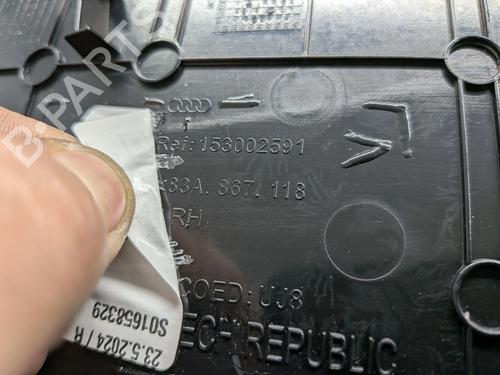 B-PARTS
Ref: 153002591
83A. 867. 118
RH
COED: UJ8
ECH REPUBLIC
23.5.2024 / R
S01658329